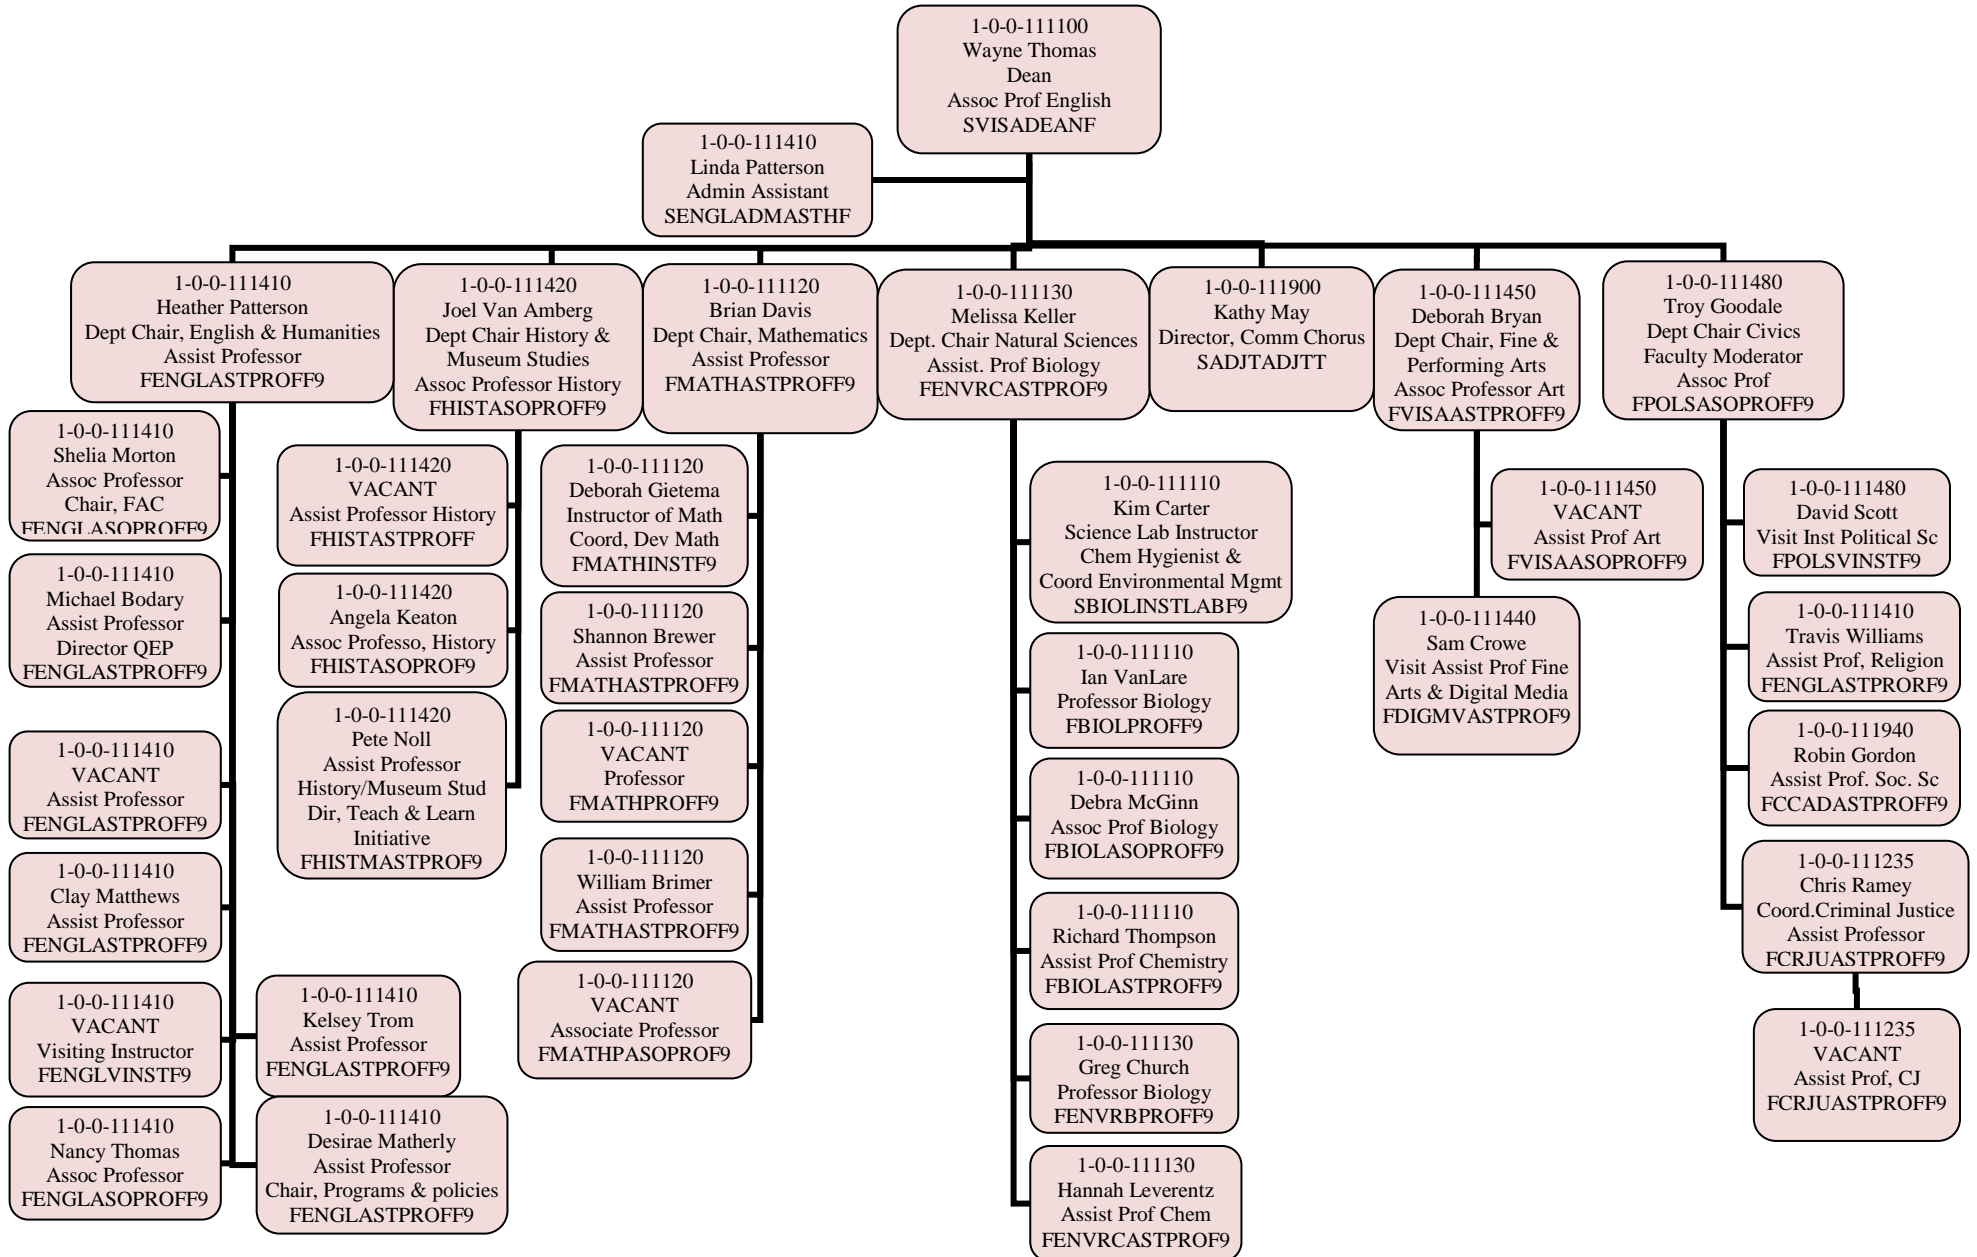 1-0-0-111100
Wayne Thomas
Dean
Assoc Prof English
SVISADEANF
1-0-0-111410
Linda Patterson
Admin Assistant
SENGLADMASTHF
1-0-0-111410
Heather Patterson
Dept Chair, English & Humanities
Assist Professor
FENGLASTPROFF9
1-0-0-111420
Joel Van Amberg
Dept Chair History &
Museum Studies
Assoc Professor History
FHISTASOPROFF9
1-0-0-111120
Brian Davis
Dept Chair, Mathematics
Assist Professor
FMATHASTPROFF9
1-0-0-111130
Melissa Keller
Dept. Chair Natural Sciences
Assist. Prof Biology
FENVRCASTPROF9
1-0-0-111900
Kathy May
Director, Comm Chorus
SADJTADJTT
1-0-0-111450
Deborah Bryan
Dept Chair, Fine &
Performing Arts
Assoc Professor Art
FVISAASTPROFF9
1-0-0-111480
Troy Goodale
Dept Chair Civics
Faculty Moderator
Assoc Prof
FPOLSASOPROFF9
1-0-0-111410
Shelia Morton
Assoc Professor
Chair, FAC
FENGLASOPROFF9
1-0-0-111410
Michael Bodary
Assist Professor
Director QEP
FENGLASTPROFF9
1-0-0-111410
VACANT
Assist Professor
FENGLASTPROFF9
1-0-0-111410
Clay Matthews
Assist Professor
FENGLASTPROFF9
1-0-0-111410
VACANT
Visiting Instructor
FENGLVINSTF9
1-0-0-111410
Nancy Thomas
Assoc Professor
FENGLASOPROFF9
1-0-0-111410
Kelsey Trom
Assist Professor
FENGLASTPROFF9
1-0-0-111410
Desirae Matherly
Assist Professor
Chair, Programs & policies
FENGLASTPROFF9
1-0-0-111420
VACANT
Assist Professor History
FHISTASTPROFF
1-0-0-111420
Angela Keaton
Assoc Professo, History
FHISTASOPROF9
1-0-0-111420
Pete Noll
Assist Professor
History/Museum Stud
Dir, Teach & Learn
Initiative
FHISTMASTPROF9
1-0-0-111120
Deborah Gietema
Instructor of Math
Coord, Dev Math
FMATHINSTF9
1-0-0-111120
Shannon Brewer
Assist Professor
FMATHASTPROFF9
1-0-0-111120
VACANT
Professor
FMATHPROFF9
1-0-0-111120
William Brimer
Assist Professor
FMATHASTPROFF9
1-0-0-111120
VACANT
Associate Professor
FMATHPASOPROF9
1-0-0-111110
Kim Carter
Science Lab Instructor
Chem Hygienist &
Coord Environmental Mgmt
SBIOLINSTLABF9
1-0-0-111110
Ian VanLare
Professor Biology
FBIOLPROFF9
1-0-0-111110
Debra McGinn
Assoc Prof Biology
FBIOLASOPROFF9
1-0-0-111110
Richard Thompson
Assist Prof Chemistry
FBIOLASTPROFF9
1-0-0-111130
Greg Church
Professor Biology
FENVRBPROFF9
1-0-0-111130
Hannah Leverentz
Assist Prof Chem
FENVRCASTPROF9
1-0-0-111450
VACANT
Assist Prof Art
FVISAASOPROFF9
1-0-0-111440
Sam Crowe
Visit Assist Prof Fine
Arts & Digital Media
FDIGMVASTPROF9
1-0-0-111480
David Scott
Visit Inst Political Sc
FPOLSVINSTF9
1-0-0-111410
Travis Williams
Assist Prof, Religion
FENGLASTPRORF9
1-0-0-111940
Robin Gordon
Assist Prof. Soc. Sc
FCCADASTPROFF9
1-0-0-111235
Chris Ramey
Coord.Criminal Justice
Assist Professor
FCRJUASTPROFF9
1-0-0-111235
VACANT
Assist Prof, CJ
FCRJUASTPROFF9